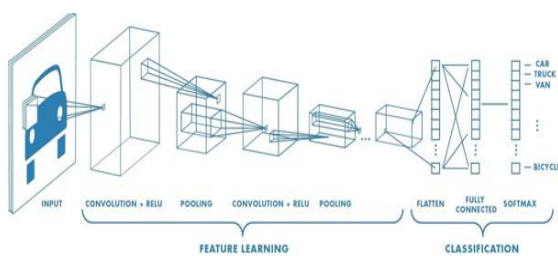 CAR
TRUCK
VAN
BICYCLE
INPUT
CONVOLUTION + RELU
POOLING
CONVOLUTION + RELU
POOLING
FLATTEN
FULLY
CONNECTED
SOFTMAX
FEATURE LEARNING
CLASSIFICATION